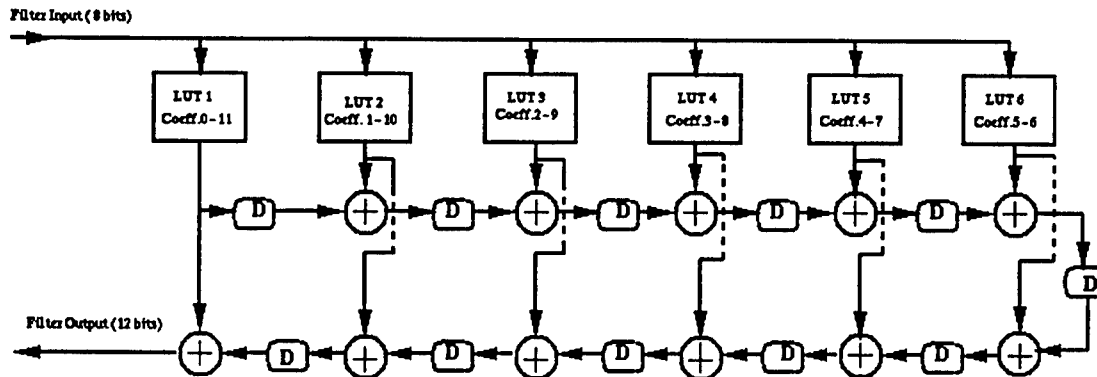 Filter Input (8 bits)
LUT 1
Coeff.0-11
LUT 2
Coeff. 1-10
LUT 3
Coeff.2-9
LUT 4
Coeff.3-8
LUT 5
Coeff.4-7
LUT 6
Coeff.5-6
D
D
D
D
D
D
Filter Output (12 bits)
D
D
D
D
D